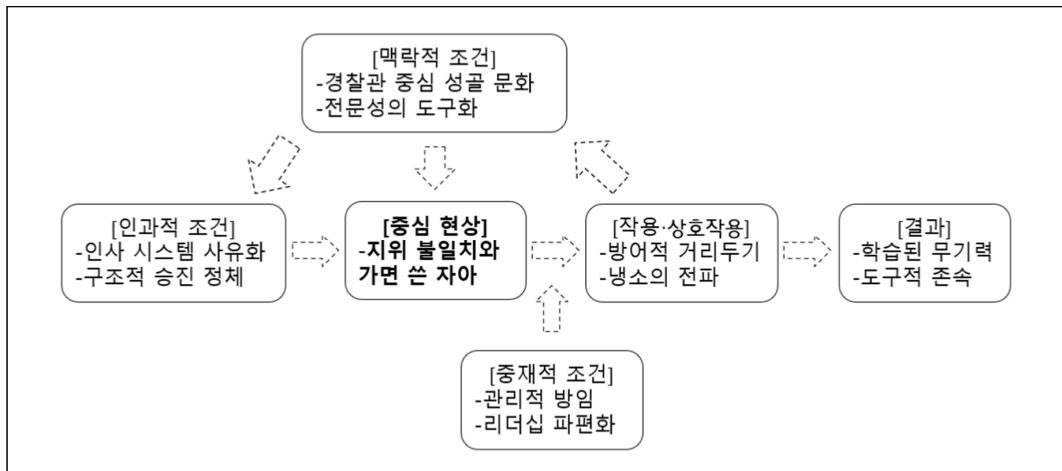 [맥락적 조건]
-경찰관 중심 성골 문화
-전문성의 도구화
[인과적 조건]
-인사 시스템 사유화
-구조적 승진 정체
[중심 현상]
-지위 불일치와
가면 쓴 자아
[작용·상호작용]
-방어적 거리두기
-냉소의 전파
[결과]
-학습된 무기력
-도구적 존속
[중재적 조건]
-관리적 방임
-리더십 파편화